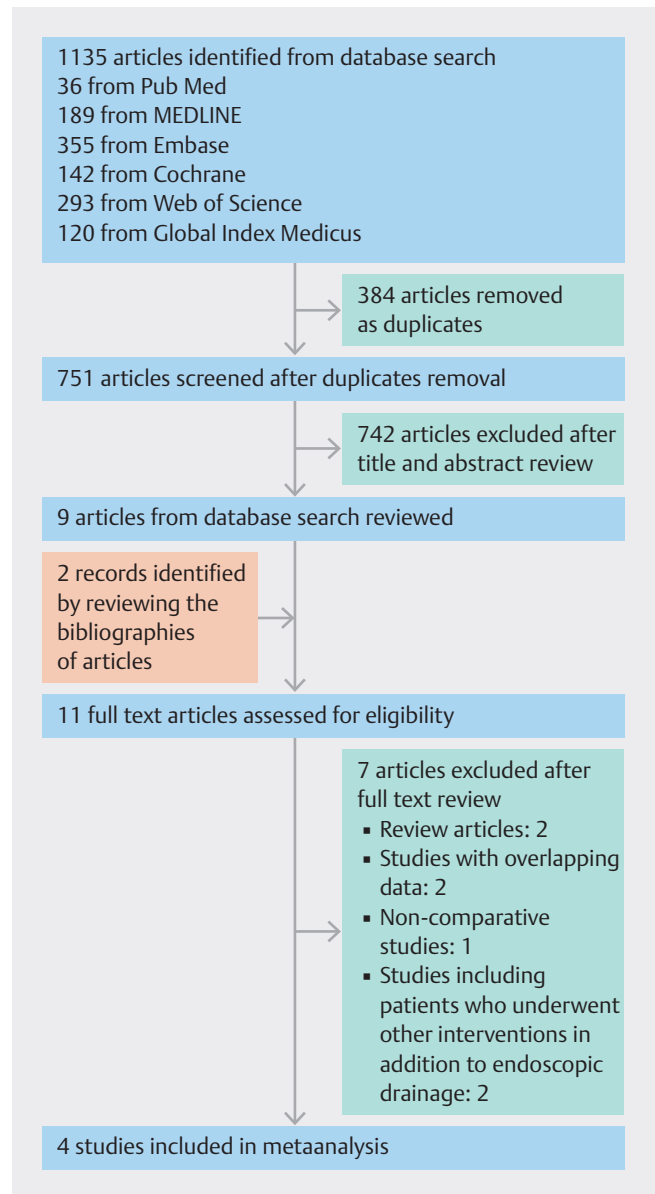 1135 articles identified from database search
36 from Pub Med
189 from MEDLINE
355 from Embase
142 from Cochrane
293 from Web of Science
120 from Global Index Medicus
384 articles removed
as duplicates
751 articles screened after duplicates removal
742 articles excluded after
title and abstract review
9 articles from database search reviewed
2 records identified
by reviewing the
bibliographies
of articles
11 full text articles assessed for eligibility
7 articles excluded after
full text review
▪ Review articles: 2
▪ Studies with overlapping
data: 2
▪ Non-comparative
studies: 1
▪ Studies including
patients who underwent
other interventions in
addition to endoscopic
drainage: 2
4 studies included in metaanalysis